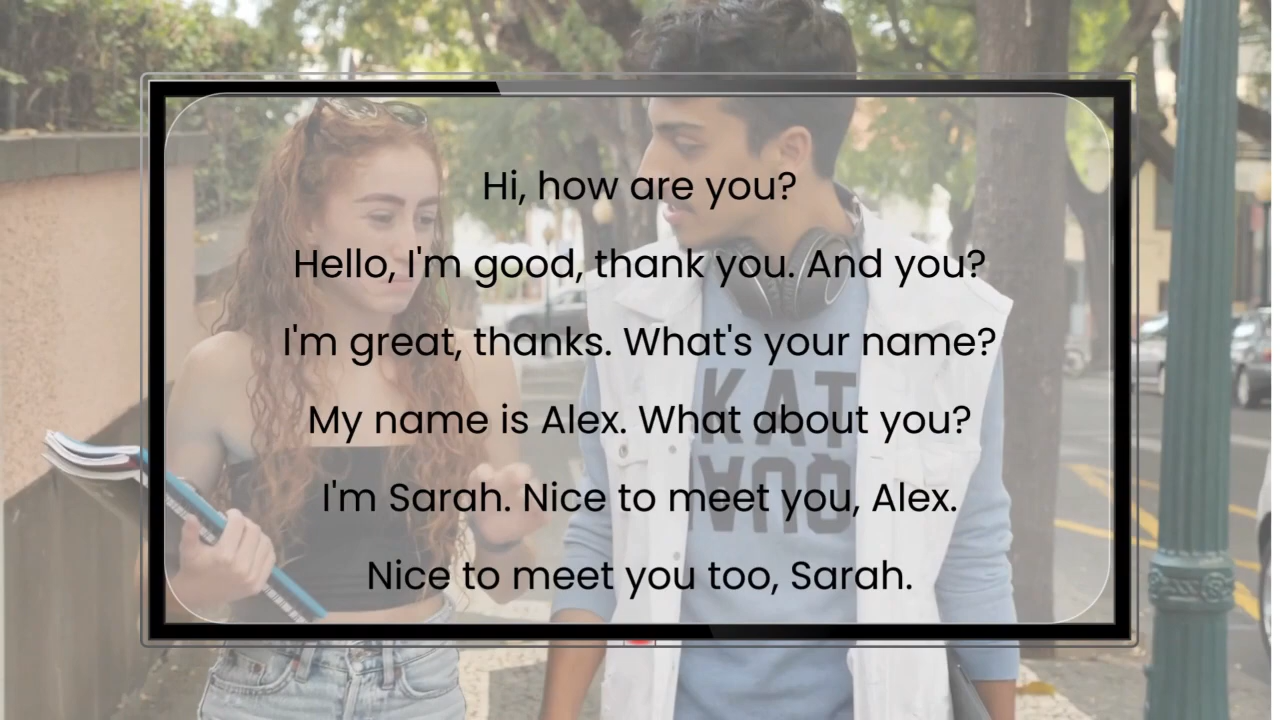 Hi, how are you?
Hello, I'm good, thank you. And you?
I'm great, thanks. What's your name?
My name is Alex. What about you?
I'm Sarah. Nice to meet you, Alex.
Nice to meet you too, Sarah.
KAT